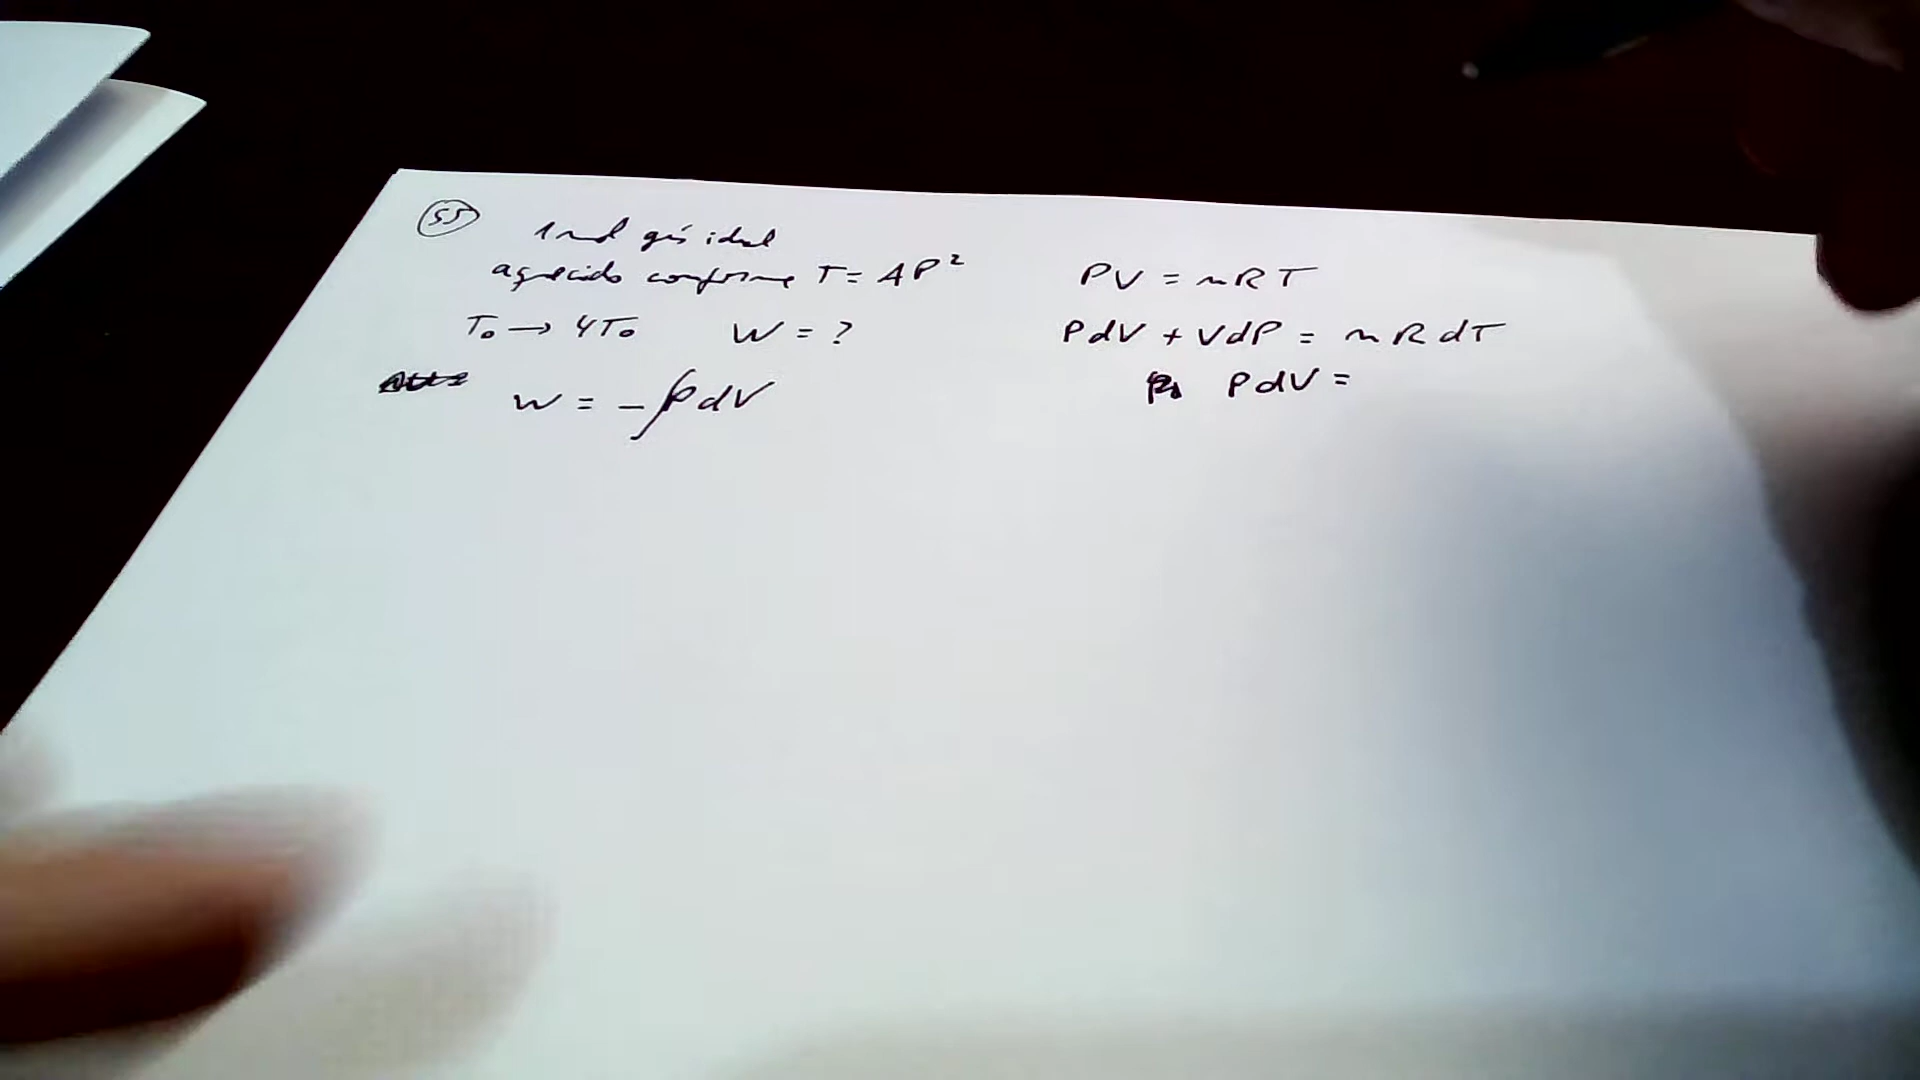 55
1 mol gás ideal
aquecido conforme T = AP²
T₀ → 4T₀ W = ?
W = -∫PdV
PV = nRT
PdV + VdP = nRdT
PdV =